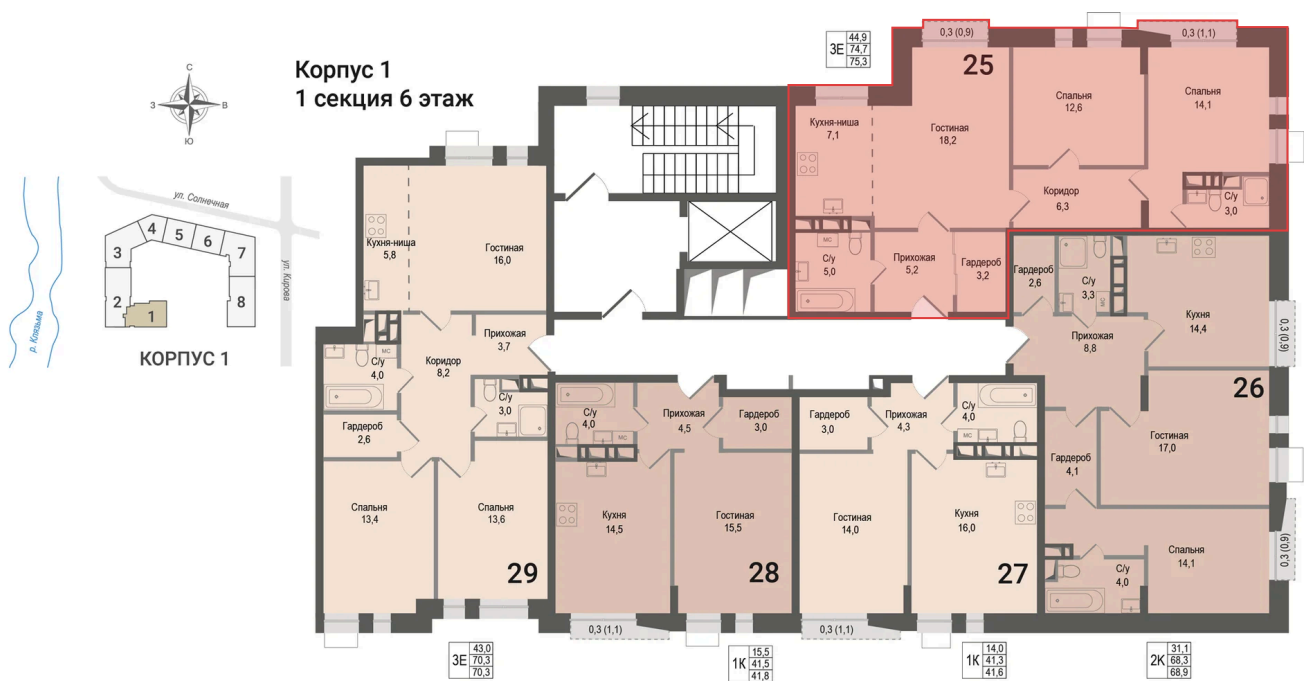 Корпус 1
1 секция 6 этаж
С
З
В
Ю
ул. Солнечная
ул. Кирова
р. Клязьма
3
4
5
6
7
2
1
8
КОРПУС 1
3Е
44,9
74,7
75,3
0,3 (0,9)
0,3 (1,1)
25
Кухня-ниша
7,1
Гостиная
18,2
Спальня
12,6
Спальня
14,1
Коридор
6,3
С/у
3,0
МС
С/у
5,0
Прихожая
5,2
Гардероб
3,2
Гардероб
2,6
С/у
3,3
МС
Кухня
14,4
0,3 (0,9)
Прихожая
8,8
26
Гостиная
17,0
Гардероб
4,1
Спальня
14,1
0,3 (0,9)
С/у
4,0
2К
31,1
68,3
68,9
Кухня-ниша
5,8
Гостиная
16,0
Прихожая
3,7
МС
С/у
4,0
Коридор
8,2
С/у
3,0
Гардероб
2,6
Спальня
13,4
Спальня
13,6
29
3Е
43,0
70,3
70,3
С/у
4,0
МС
Прихожая
4,5
Гардероб
3,0
Кухня
14,5
Гостиная
15,5
28
0,3 (1,1)
1К
15,5
41,5
41,8
Гардероб
3,0
Прихожая
4,3
С/у
4,0
МС
Гостиная
14,0
Кухня
16,0
27
0,3 (1,1)
1К
14,0
41,3
41,6